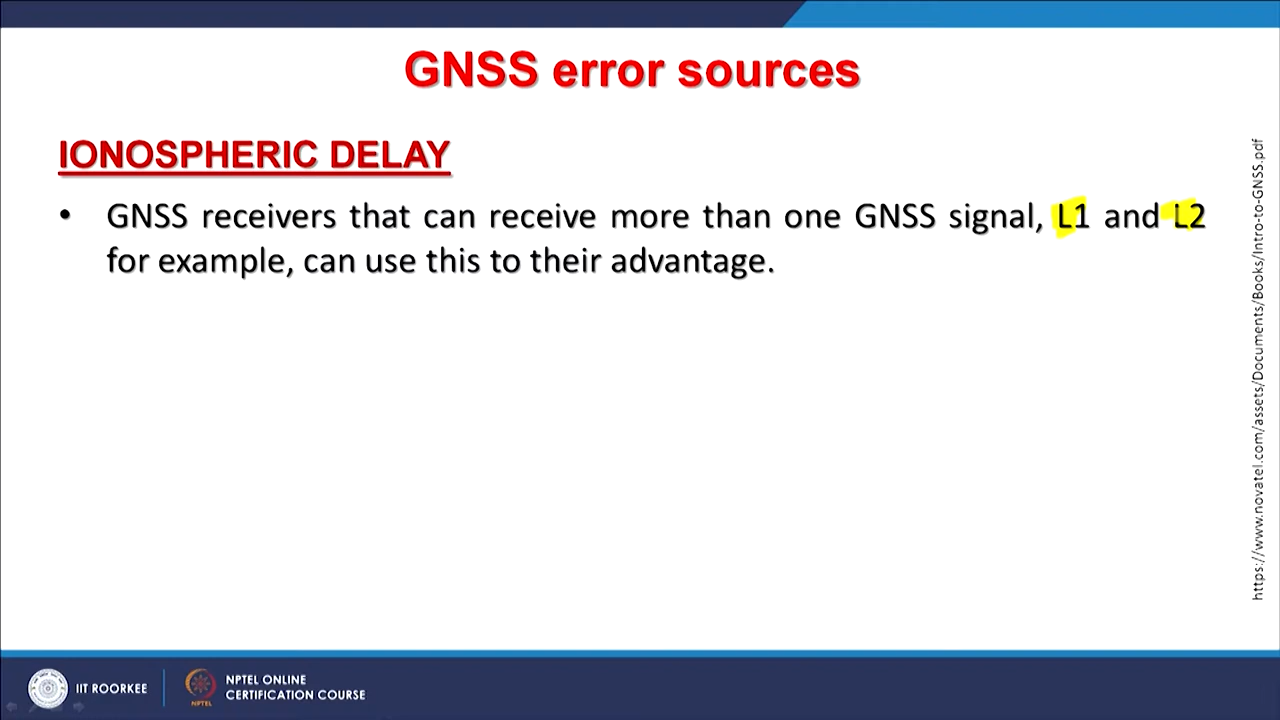 GNSS error sources
IONOSPHERIC DELAY
• GNSS receivers that can receive more than one GNSS signal, L1 and L2
for example, can use this to their advantage.
https://www.novatel.com/assets/Documents/Books/Intro-to-GNSS.pdf
IIT ROORKEE
NPTEL
NPTEL ONLINE
CERTIFICATION COURSE